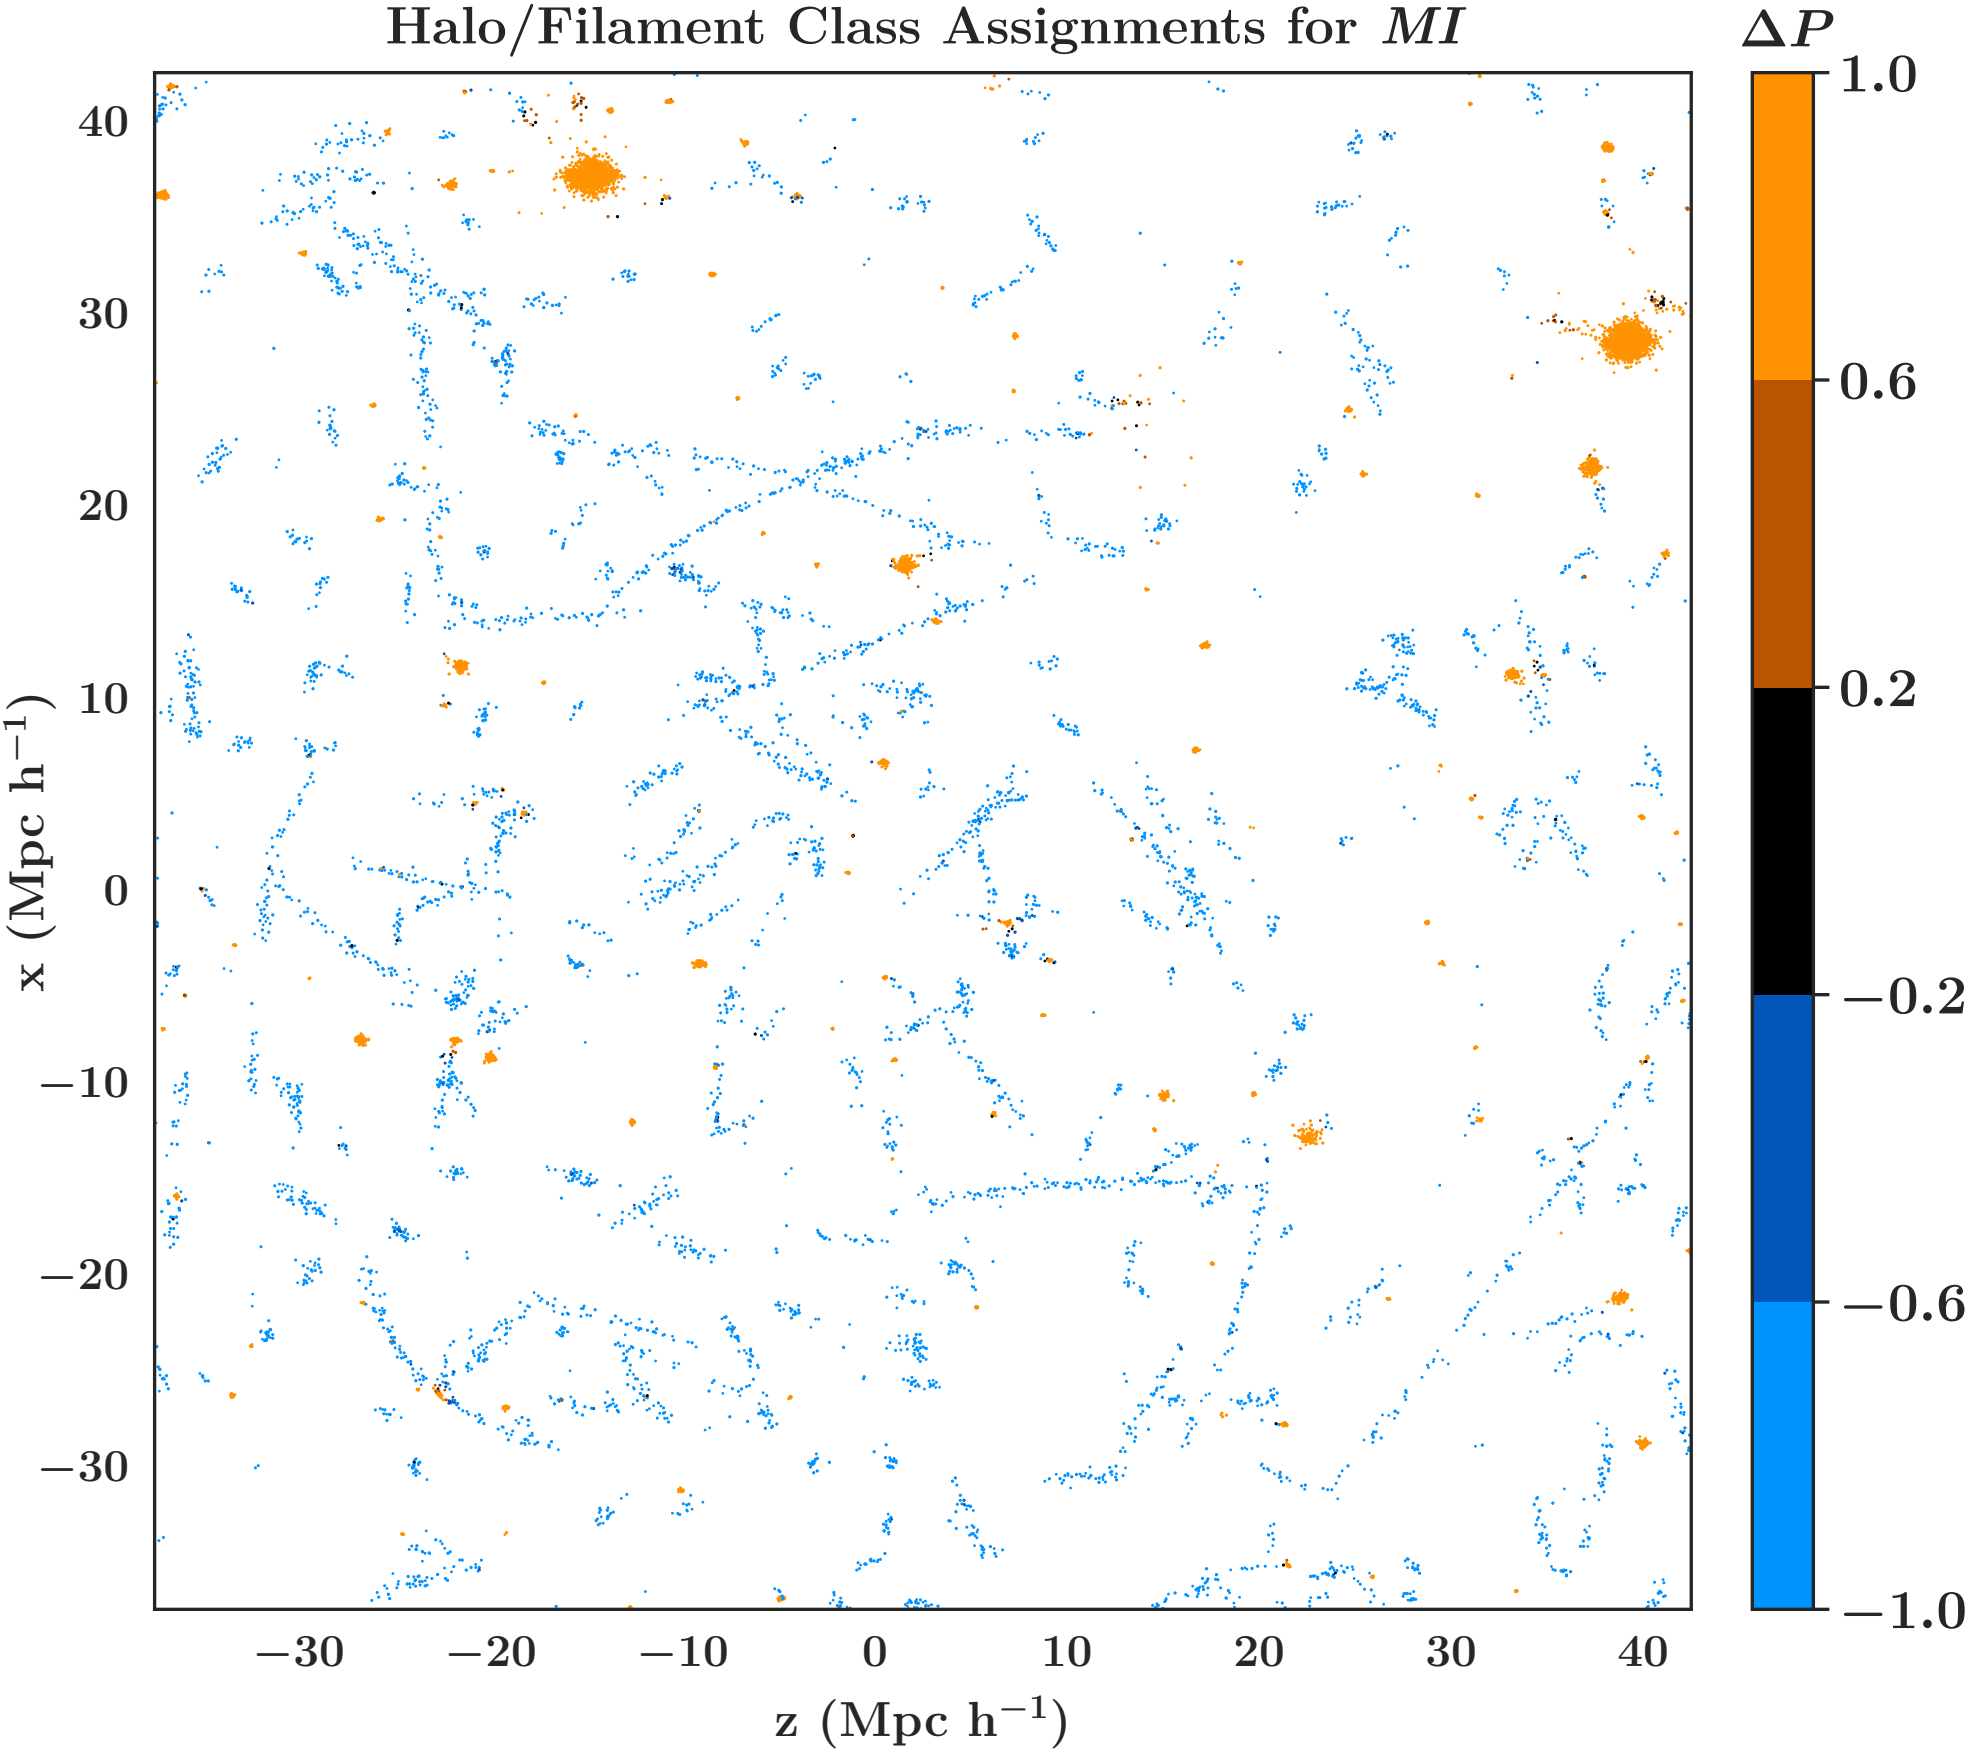 Halo/Filament Class Assignments for MI
ΔP
1.0
0.6
0.2
−0.2
−0.6
−1.0
40
30
20
10
0
−10
−20
−30
x (Mpc h⁻¹)
−30 −20 −10 0 10 20 30 40
z (Mpc h⁻¹)